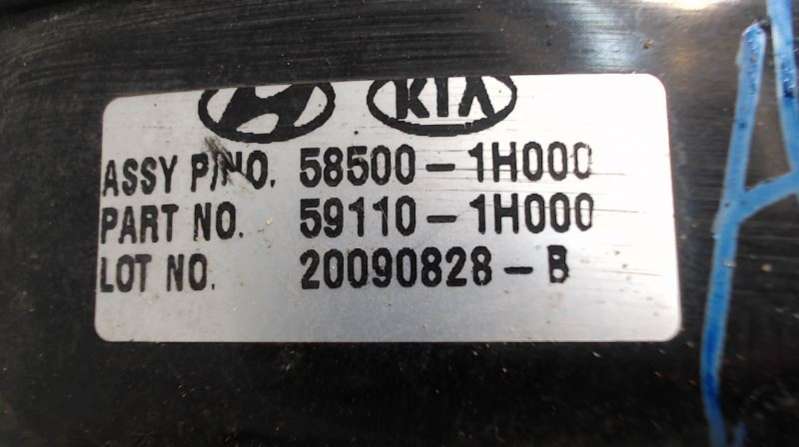 KIA
ASSY P/NO. 58500-1H000
PART NO. 59110-1H000
LOT NO. 20090828-B